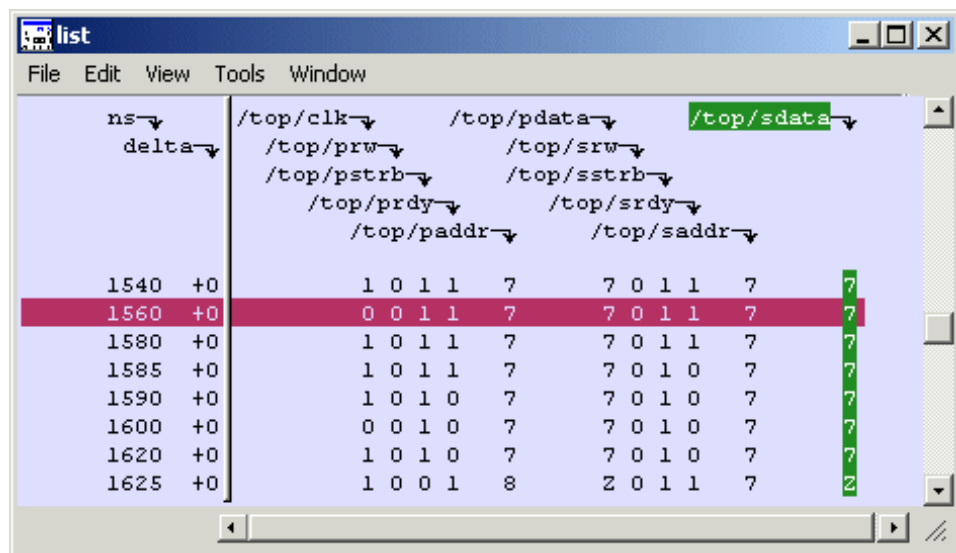 list
File Edit View Tools Window
ns /top/clk /top/pdata /top/sdata
delta /top/prw /top/srw
/top/pstrb /top/sstrb
/top/prdy /top/srdy
/top/paddr /top/saddr
1540 +0 1 0 1 1 7 7 0 1 1 7 7
1560 +0 0 0 1 1 7 7 0 1 1 7 7
1580 +0 1 0 1 1 7 7 0 1 1 7 7
1585 +0 1 0 1 1 7 7 0 1 0 7 7
1590 +0 1 0 1 0 7 7 0 1 0 7 7
1600 +0 0 0 1 0 7 7 0 1 0 7 7
1620 +0 1 0 1 0 7 7 0 1 0 7 7
1625 +0 1 0 0 1 8 Z 0 1 1 7 Z